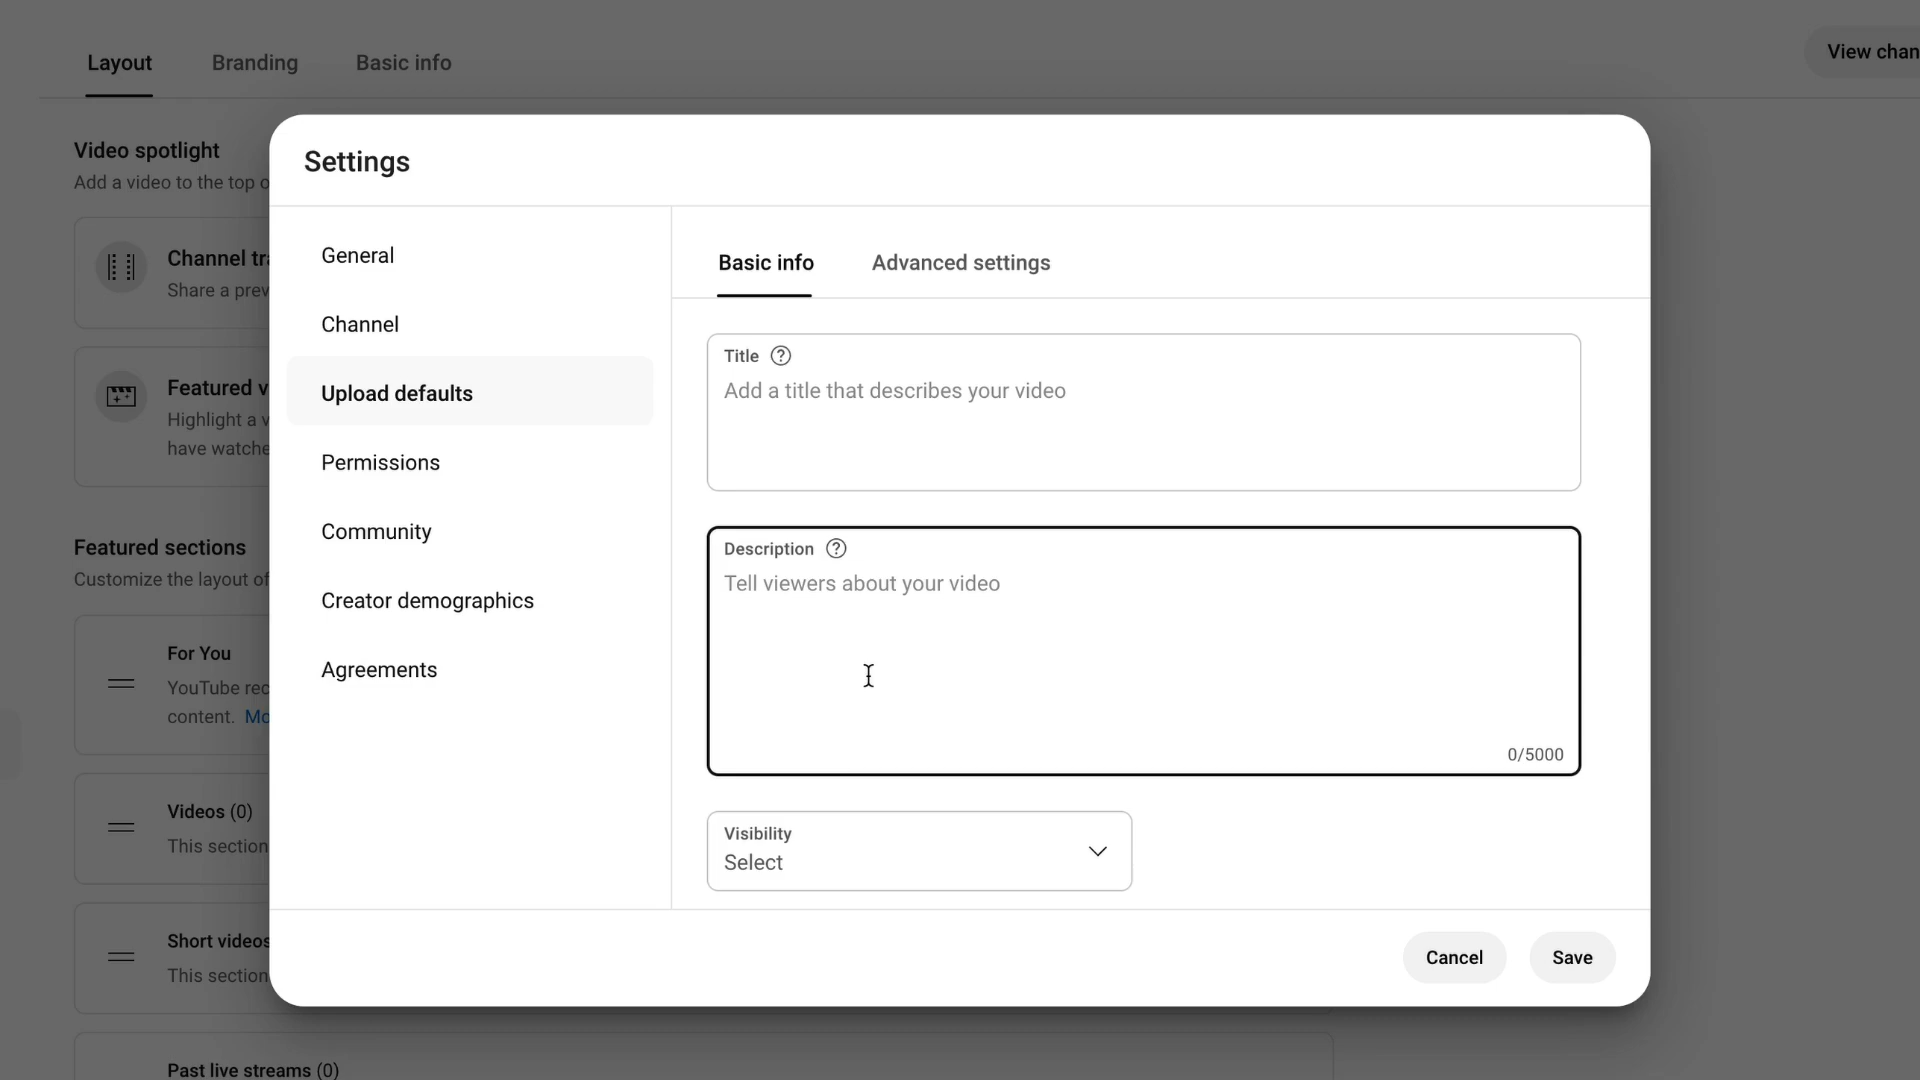 Layout
Branding
Basic info
View chan
Video spotlight
Add a video to the top o
Channel tra
Share a prev
Featured v
Highlight a v
have watche
Featured sections
Customize the layout of
For You
YouTube rec
content. Mo
Videos (0)
This section
Short videos
This section
Past live streams (0)
Settings
General
Channel
Upload defaults
Permissions
Community
Creator demographics
Agreements
Basic info
Advanced settings
Title ?
Add a title that describes your video
Description ?
Tell viewers about your video
0/5000
Visibility
Select
Cancel
Save